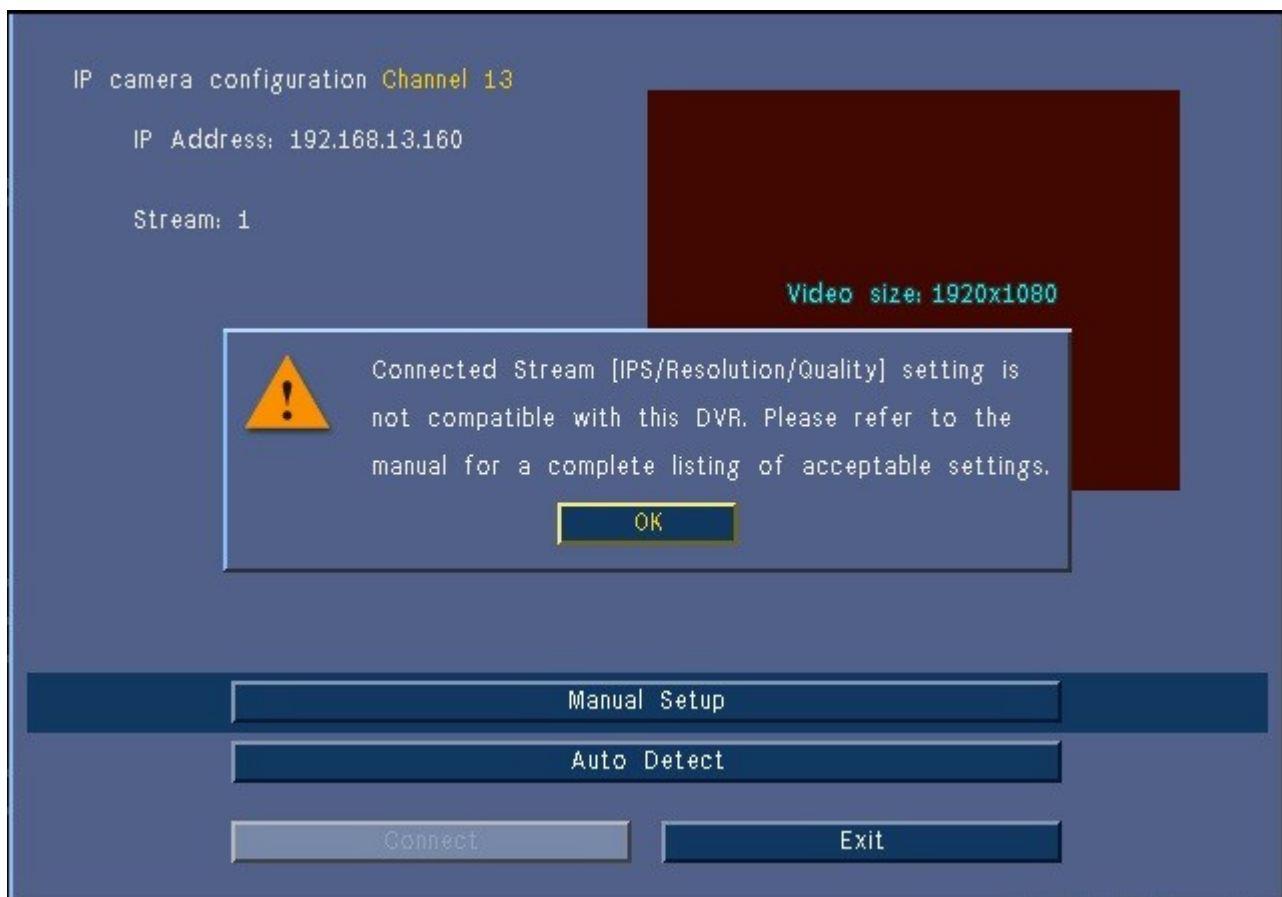 IP camera configuration Channel 13
IP Address: 192.168.13.160
Stream: 1
Video size: 1920x1080
Connected Stream [IPS/Resolution/Quality] setting is
not compatible with this DVR. Please refer to the
manual for a complete listing of acceptable settings.
OK
Manual Setup
Auto Detect
Connect
Exit